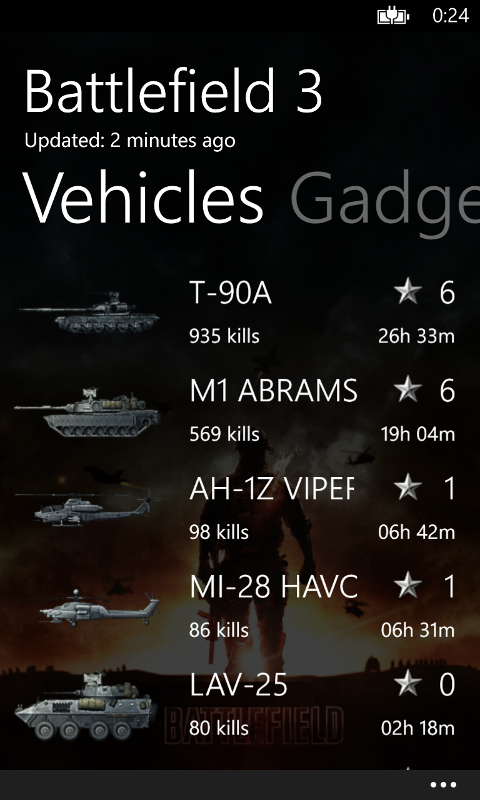 0:24
Battlefield 3
Updated: 2 minutes ago
Vehicles Gadge
T-90A 6
935 kills 26h 33m
M1 ABRAMS 6
569 kills 19h 04m
AH-1Z VIPER 1
98 kills 06h 42m
MI-28 HAVC 1
86 kills 06h 31m
LAV-25 0
80 kills 02h 18m
BATTLEFIELD